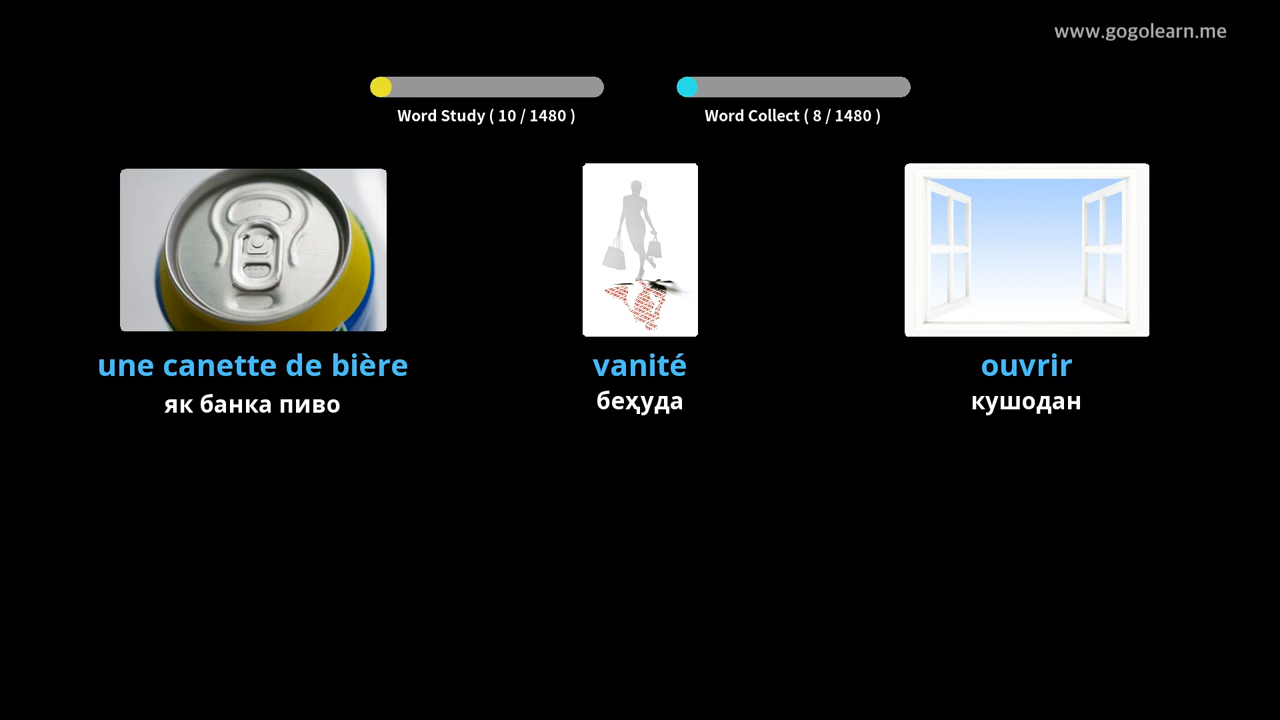 www.gogolearn.me
Word Study ( 10 / 1480 )
Word Collect ( 8 / 1480 )
une canette de bière
як банка пиво
vanité
беҳуда
ouvrir
кушодан